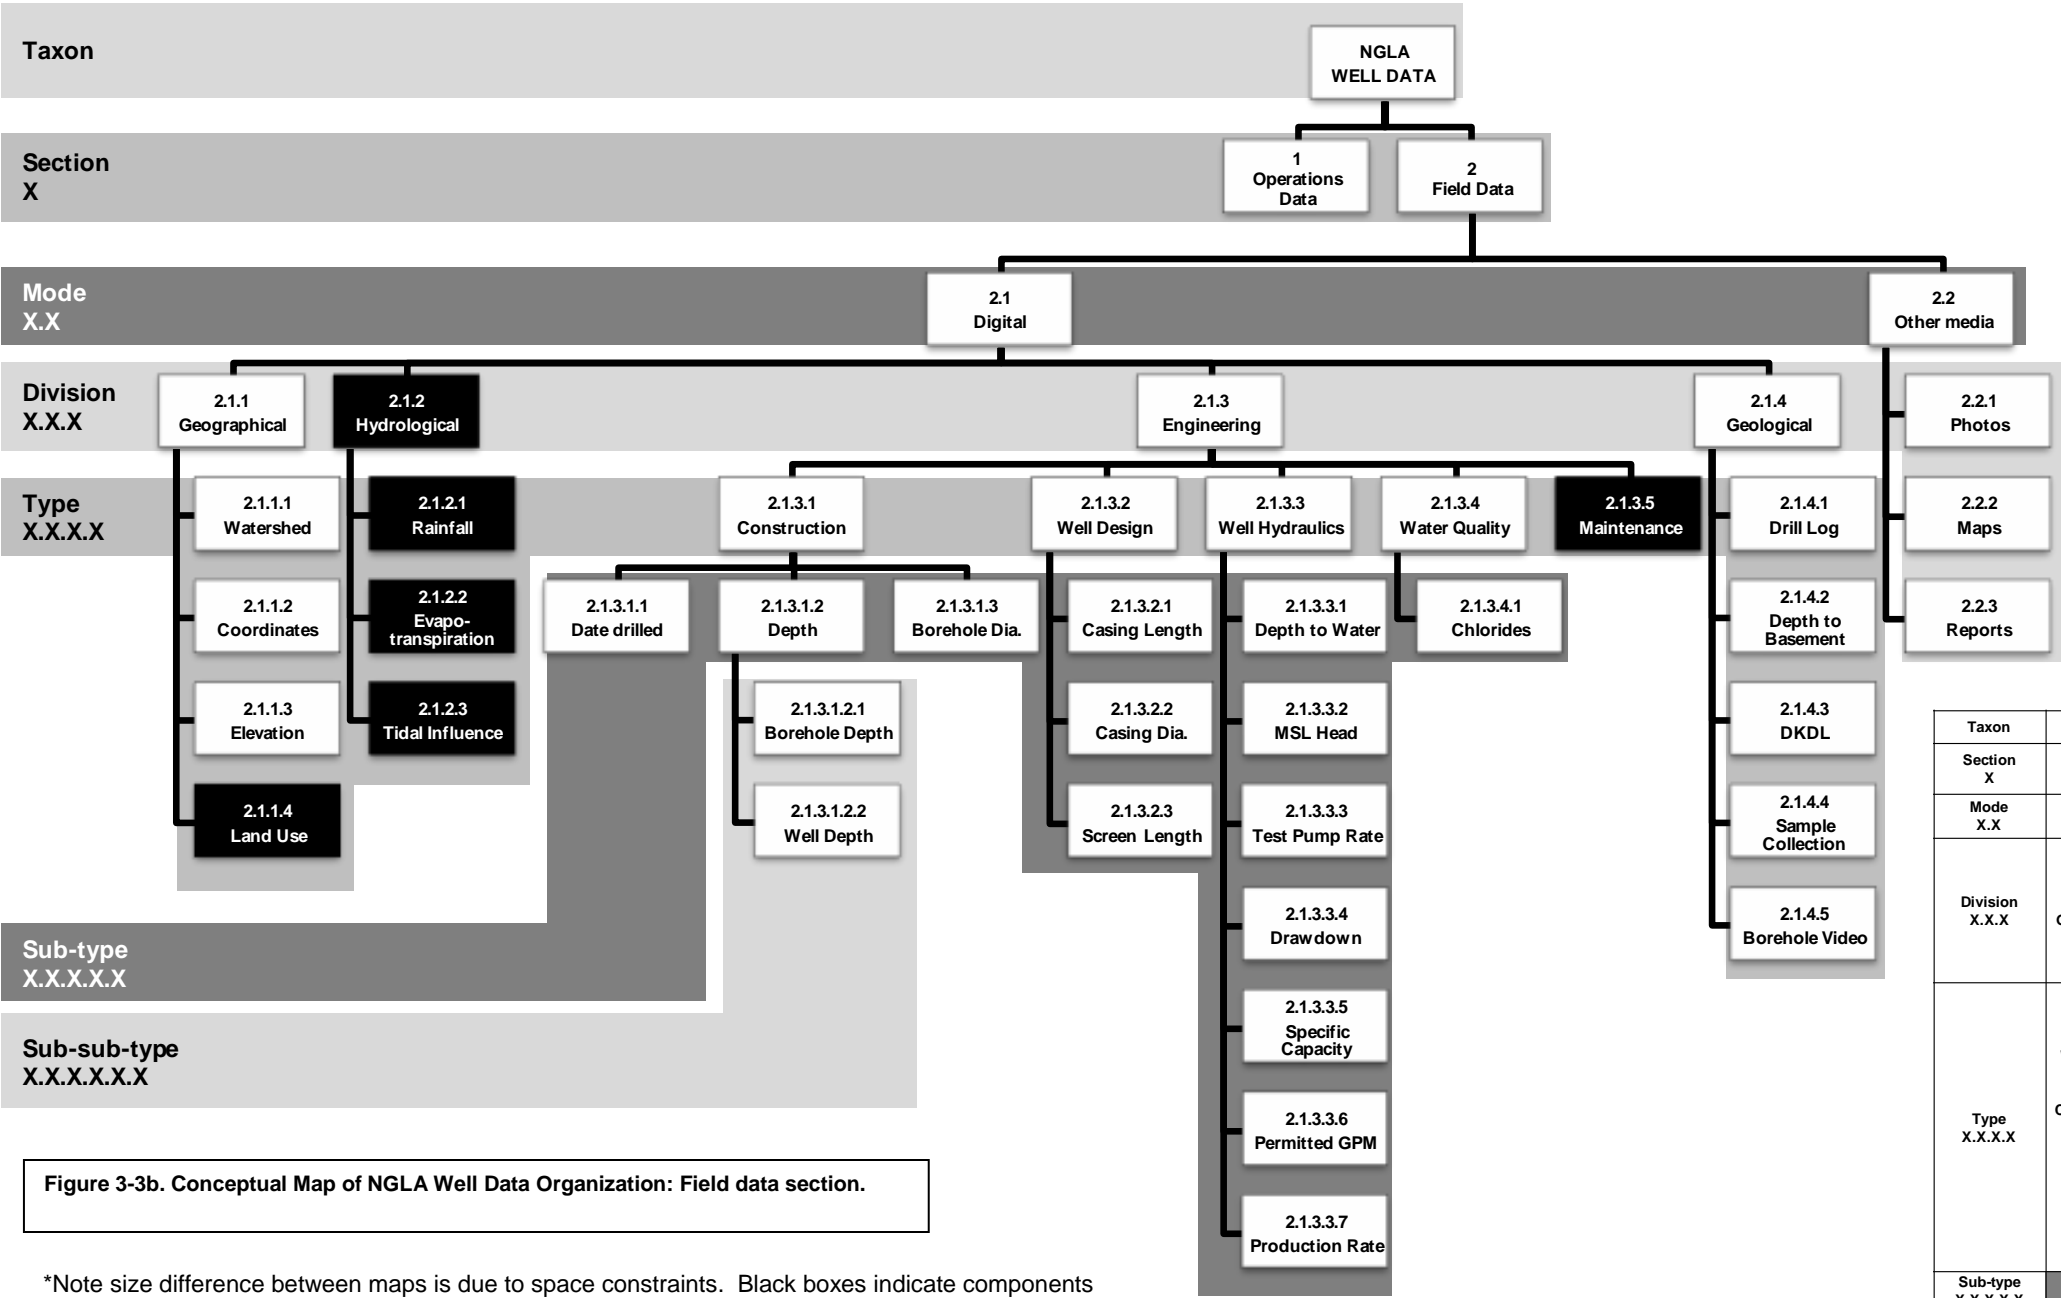 Taxon
NGLA
WELL DATA
Section
X
1
Operations
Data
2
Field Data
Mode
X.X
2.1
Digital
2.2
Other media
Division
X.X.X
2.1.1
Geographical
2.1.2
Hydrological
2.1.3
Engineering
2.1.4
Geological
2.2.1
Photos
Type
X.X.X.X
2.1.1.1
Watershed
2.1.2.1
Rainfall
2.1.3.1
Construction
2.1.3.2
Well Design
2.1.3.3
Well Hydraulics
2.1.3.4
Water Quality
2.1.3.5
Maintenance
2.1.4.1
Drill Log
2.2.2
Maps
2.1.1.2
Coordinates
2.1.2.2
Evapo-
transpiration
2.1.3.1.1
Date drilled
2.1.3.1.2
Depth
2.1.3.1.3
Borehole Dia.
2.1.3.2.1
Casing Length
2.1.3.3.1
Depth to Water
2.1.3.4.1
Chlorides
2.1.4.2
Depth to
Basement
2.2.3
Reports
2.1.1.3
Elevation
2.1.2.3
Tidal Influence
2.1.3.1.2.1
Borehole Depth
2.1.3.2.2
Casing Dia.
2.1.3.3.2
MSL Head
2.1.4.3
DKDL
2.1.1.4
Land Use
2.1.3.1.2.2
Well Depth
2.1.3.2.3
Screen Length
2.1.3.3.3
Test Pump Rate
2.1.4.4
Sample
Collection
2.1.3.3.4
Drawdown
2.1.4.5
Borehole Video
Sub-type
X.X.X.X.X
2.1.3.3.5
Specific
Capacity
Sub-sub-type
X.X.X.X.X.X
2.1.3.3.6
Permitted GPM
2.1.3.3.7
Production Rate
Taxon
Section
X
Mode
X.X
Division
X.X.X
Type
X.X.X.X
Sub-type
X.X.X.X.X
Figure 3-3b. Conceptual Map of NGLA Well Data Organization: Field data section.
*Note size difference between maps is due to space constraints. Black boxes indicate components